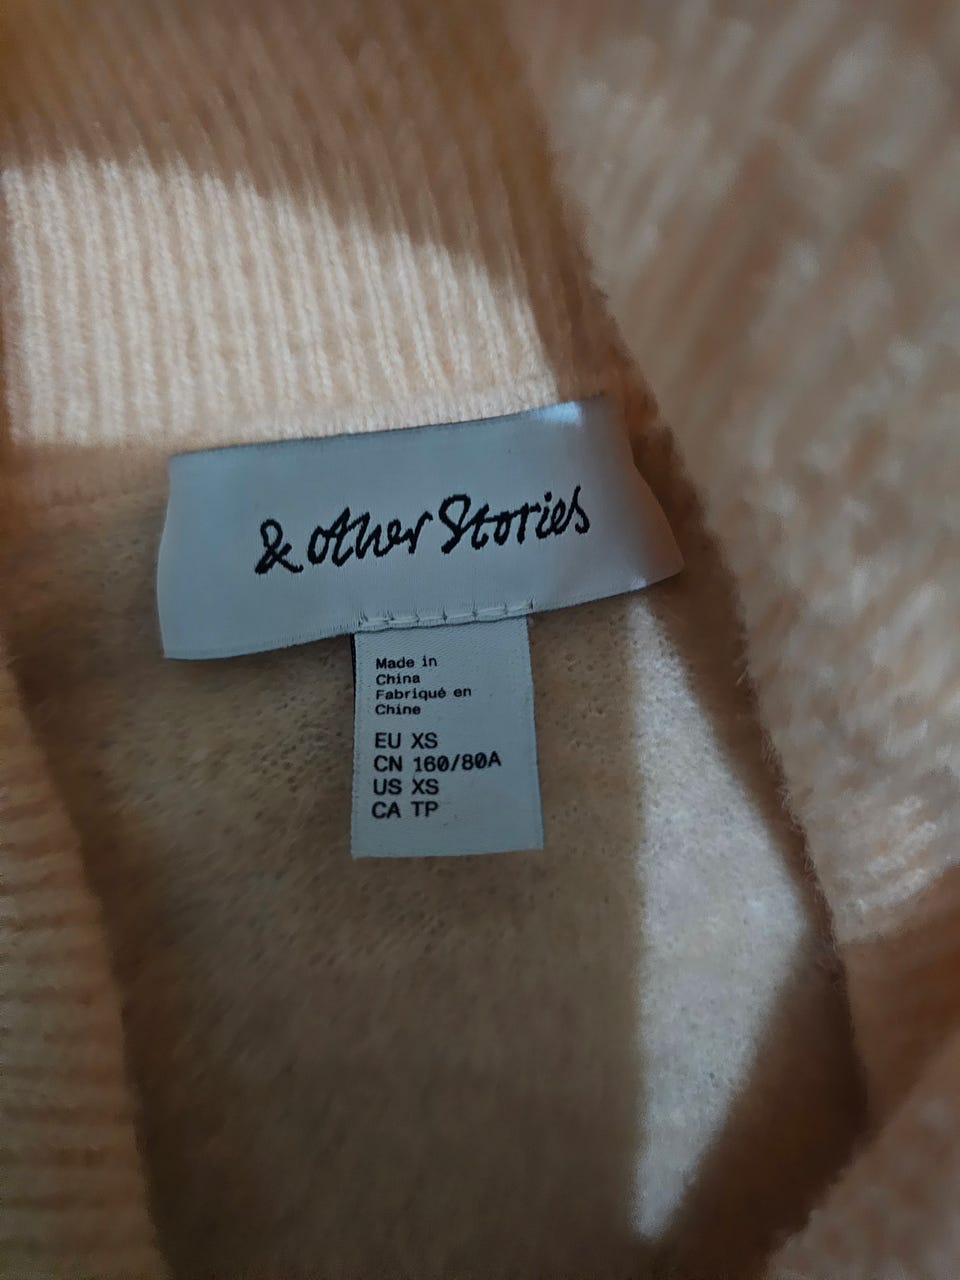 & other Stories
Made in
China
Fabriqué en
Chine
EU XS
CN 160/80A
US XS
CA TP